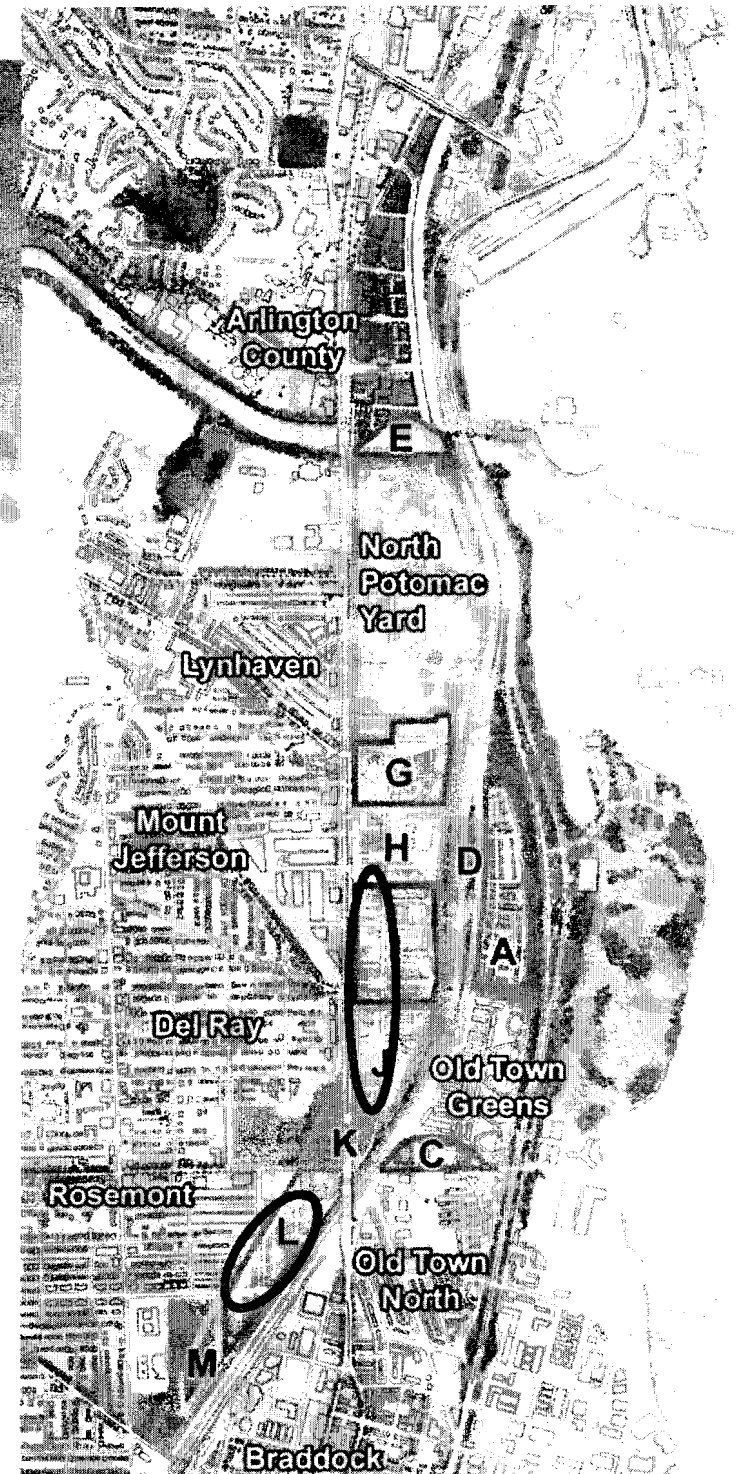 Arlington
County
E
North
Potomac
Yard
Lynhaven
G
Mount
Jefferson
H
D
A
Del Ray
J
Old Town
Greens
K
C
Rosemont
L
Old Town
North
M
Braddock